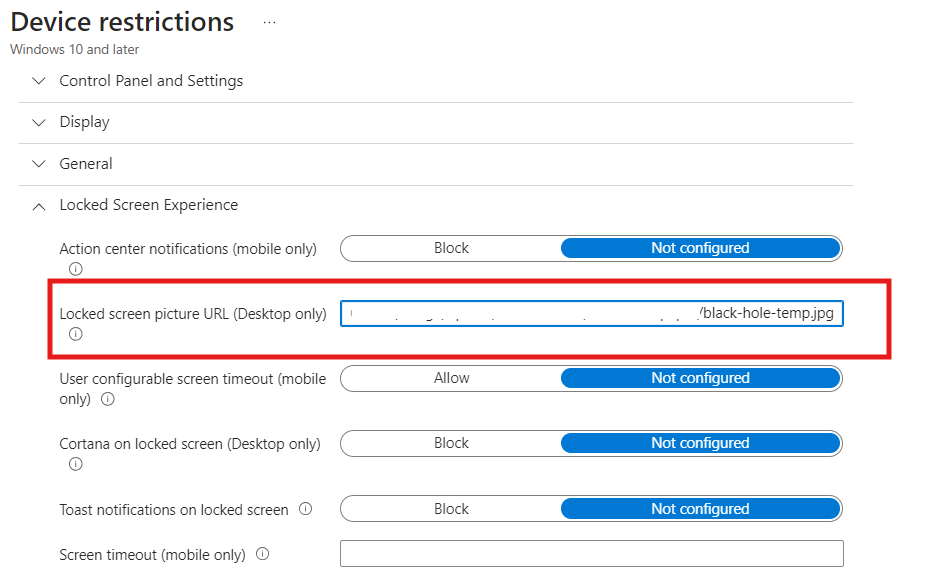 Device restrictions ...
Windows 10 and later
Control Panel and Settings
Display
General
Locked Screen Experience
Action center notifications (mobile only)
Block
Not configured
Locked screen picture URL (Desktop only)
/black-hole-temp.jpg
User configurable screen timeout (mobile
only)
Allow
Not configured
Cortana on locked screen (Desktop only)
Block
Not configured
Toast notifications on locked screen
Block
Not configured
Screen timeout (mobile only)